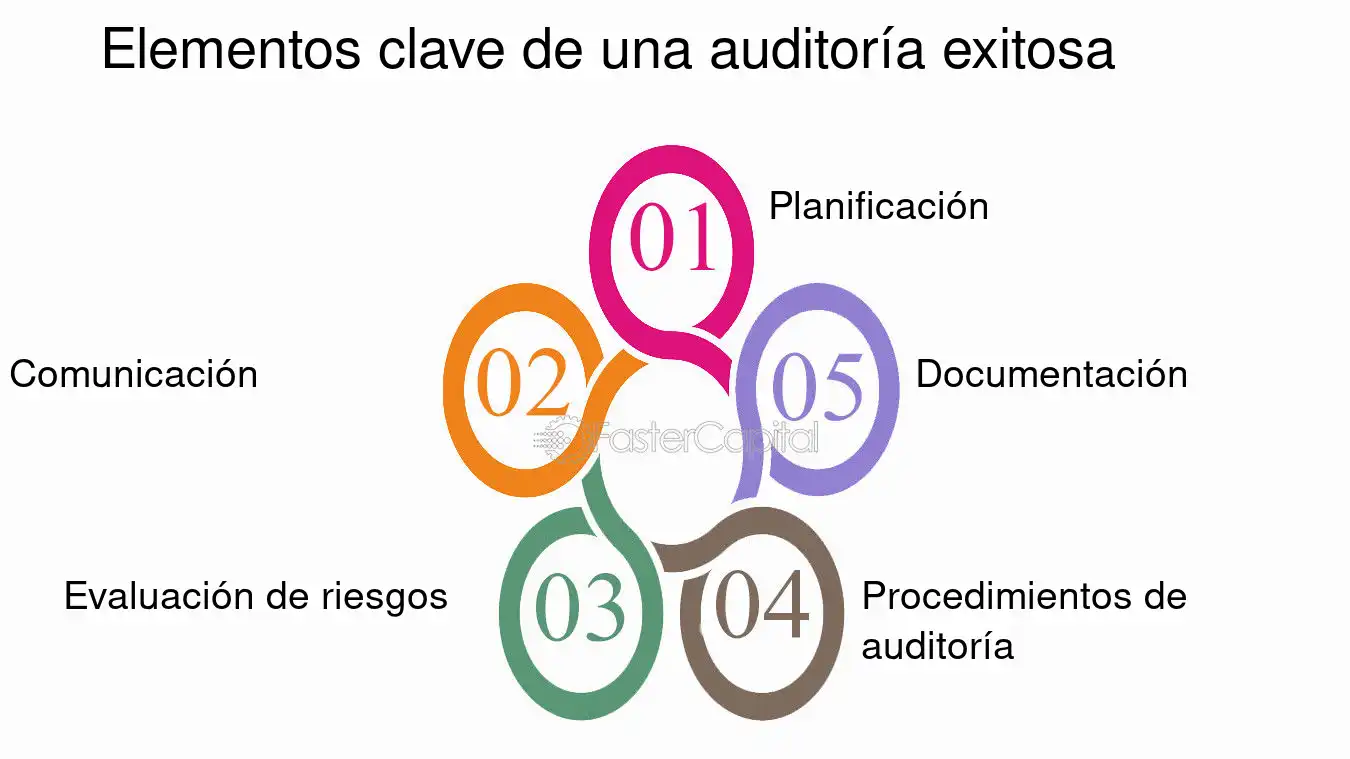 Elementos clave de una auditoría exitosa
01
Planificación
02
Comunicación
05
Documentación
FasterCapital
03
Evaluación de riesgos
04
Procedimientos de
auditoría